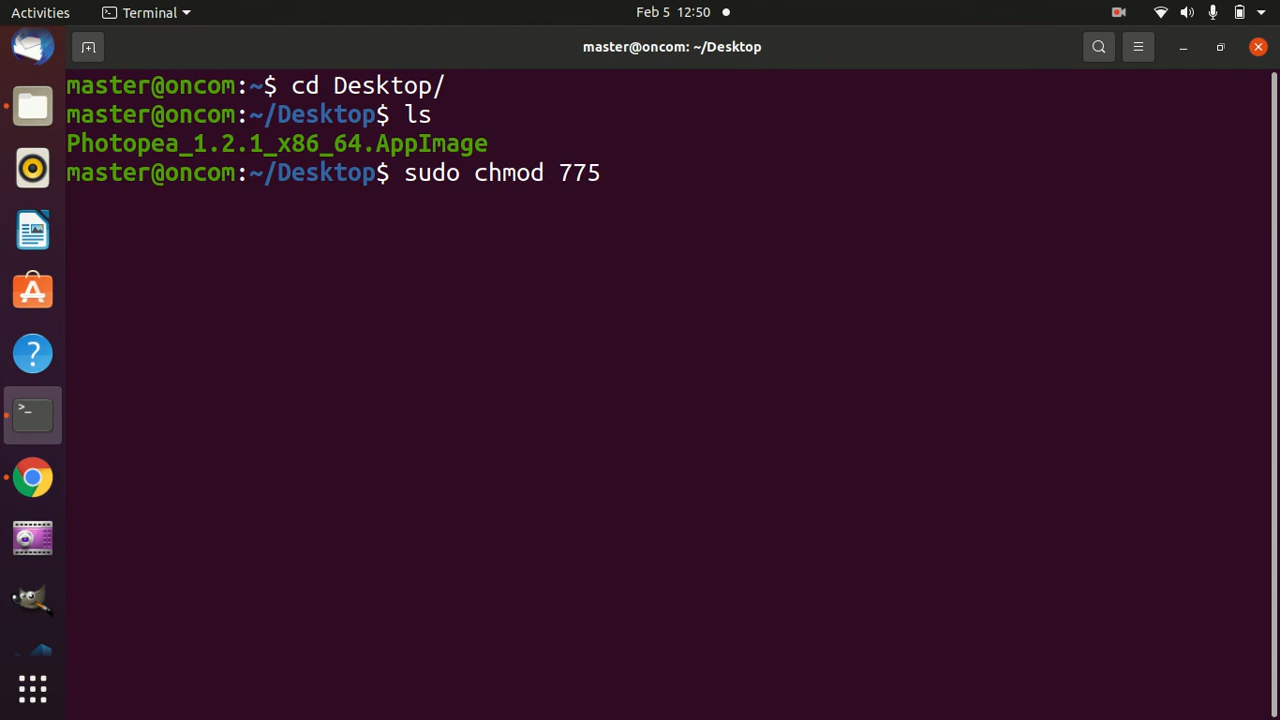 Activities
Terminal
Feb 5 12:50
master@oncom: ~/Desktop
master@oncom:~$ cd Desktop/
master@oncom:~/Desktop$ ls
Photopea_1.2.1_x86_64.AppImage
master@oncom:~/Desktop$ sudo chmod 775